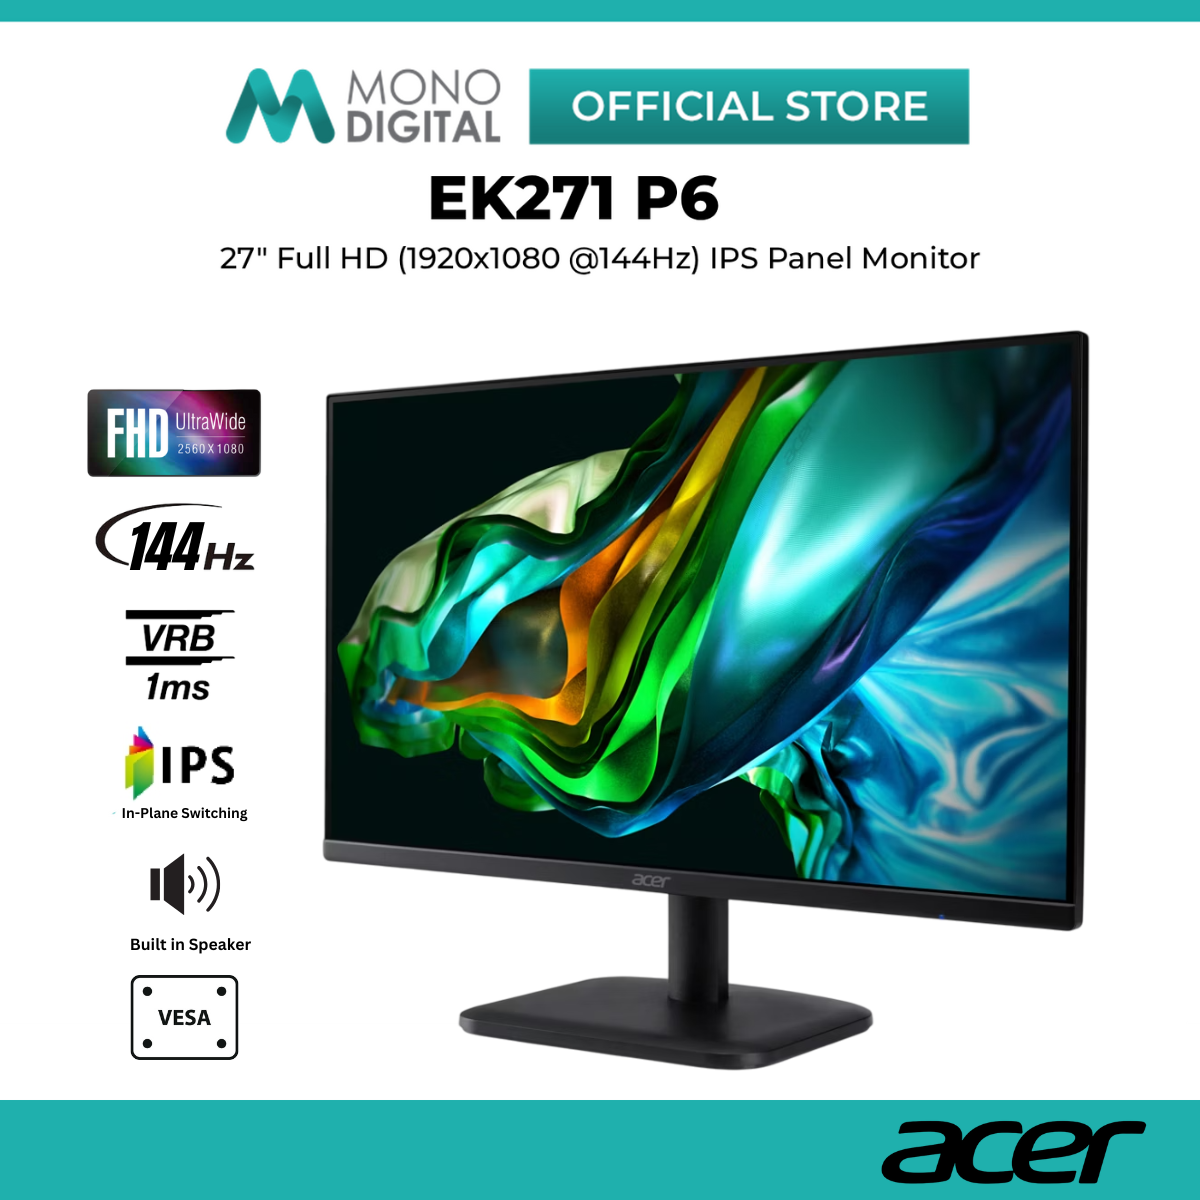 MONO
DIGITAL
OFFICIAL STORE
EK271 P6
27" Full HD (1920x1080 @144Hz) IPS Panel Monitor
FHD
UltraWide
2560X1080
144Hz
VRB
1ms
IPS
In-Plane Switching
Built in Speaker
VESA
acer
acer